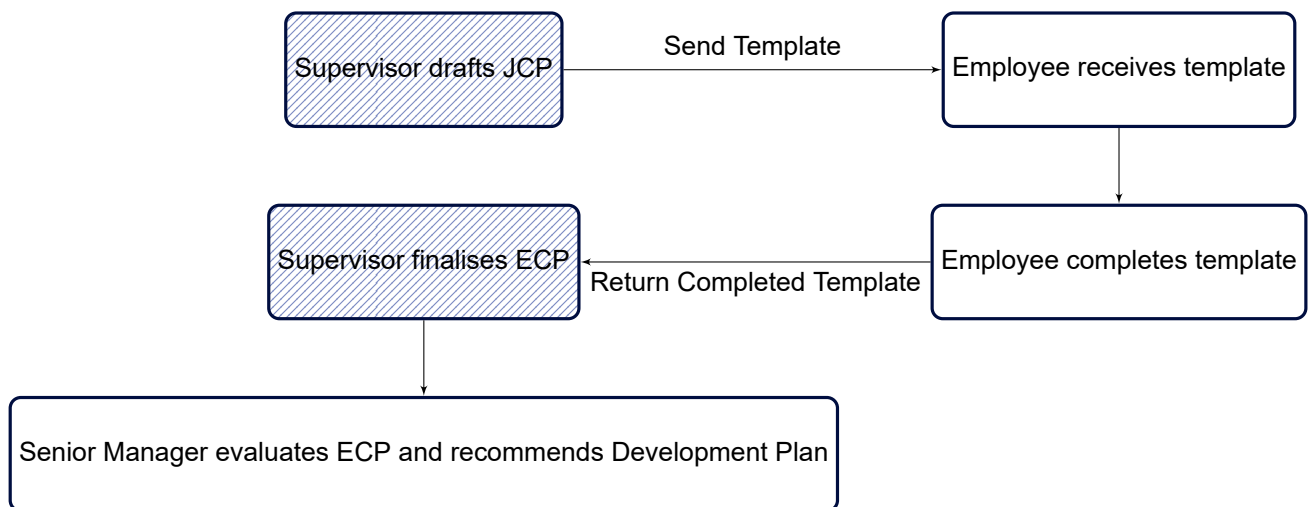 Supervisor drafts JCP
Send Template
Employee receives template
Supervisor finalises ECP
Return Completed Template
Employee completes template
Senior Manager evaluates ECP and recommends Development Plan